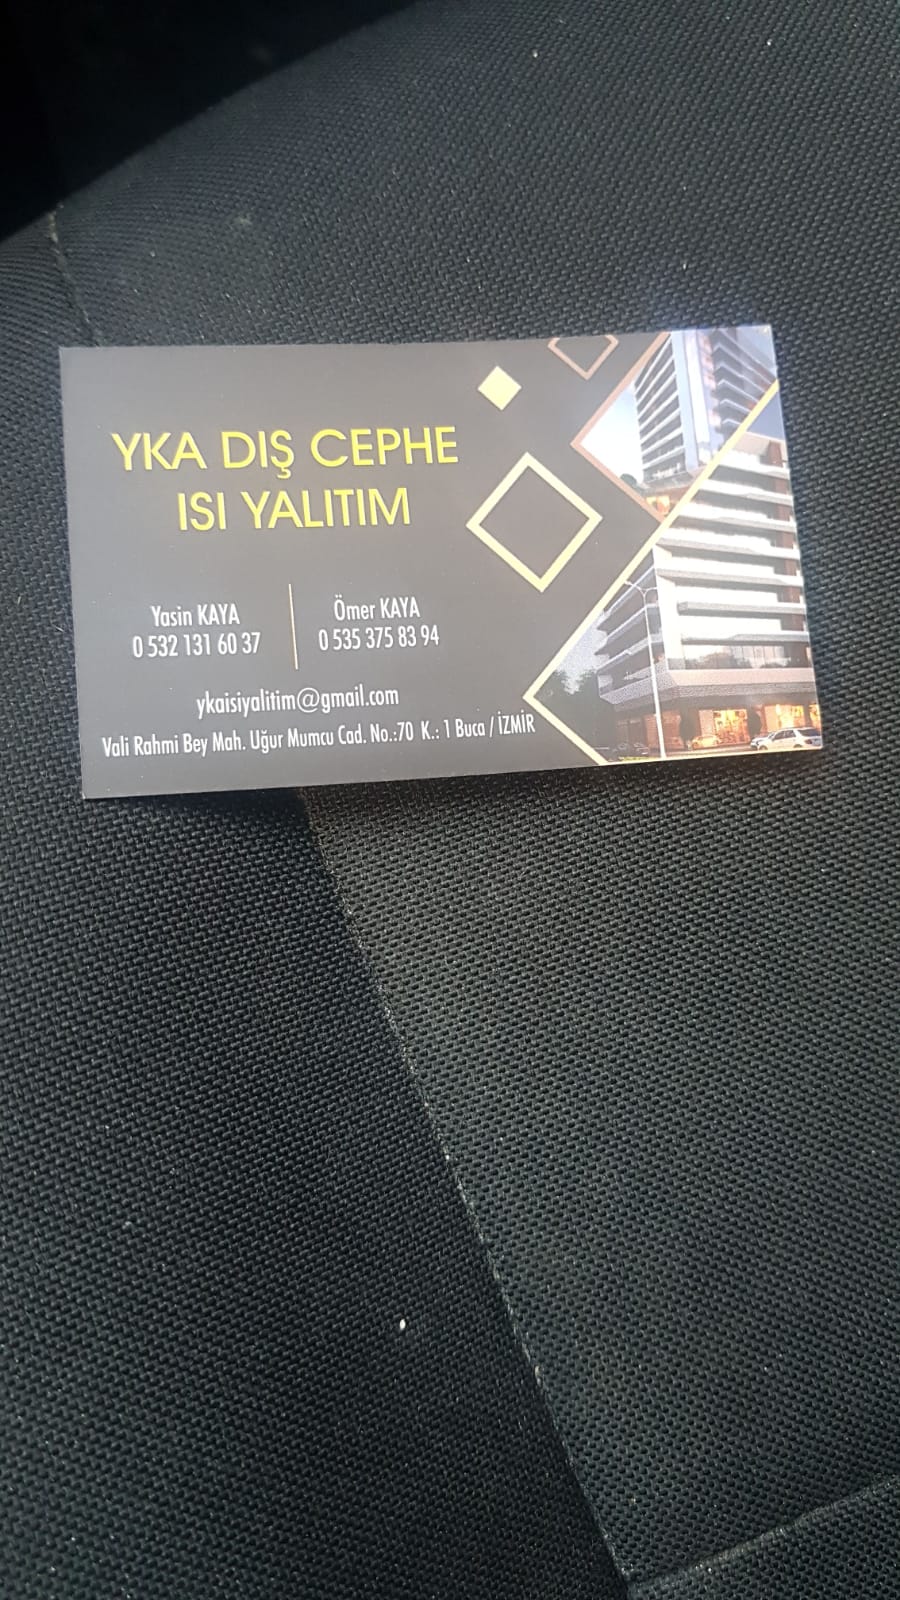 YKA DIŞ CEPHE
ISI YALITIM
Yasin KAYA
0 532 131 60 37
Ömer KAYA
0 535 375 83 94
ykaisiyalitim@gmail.com
Vali Rahmi Bey Mah. Uğur Mumcu Cad. No.:70 K.: 1 Buca / İZMİR